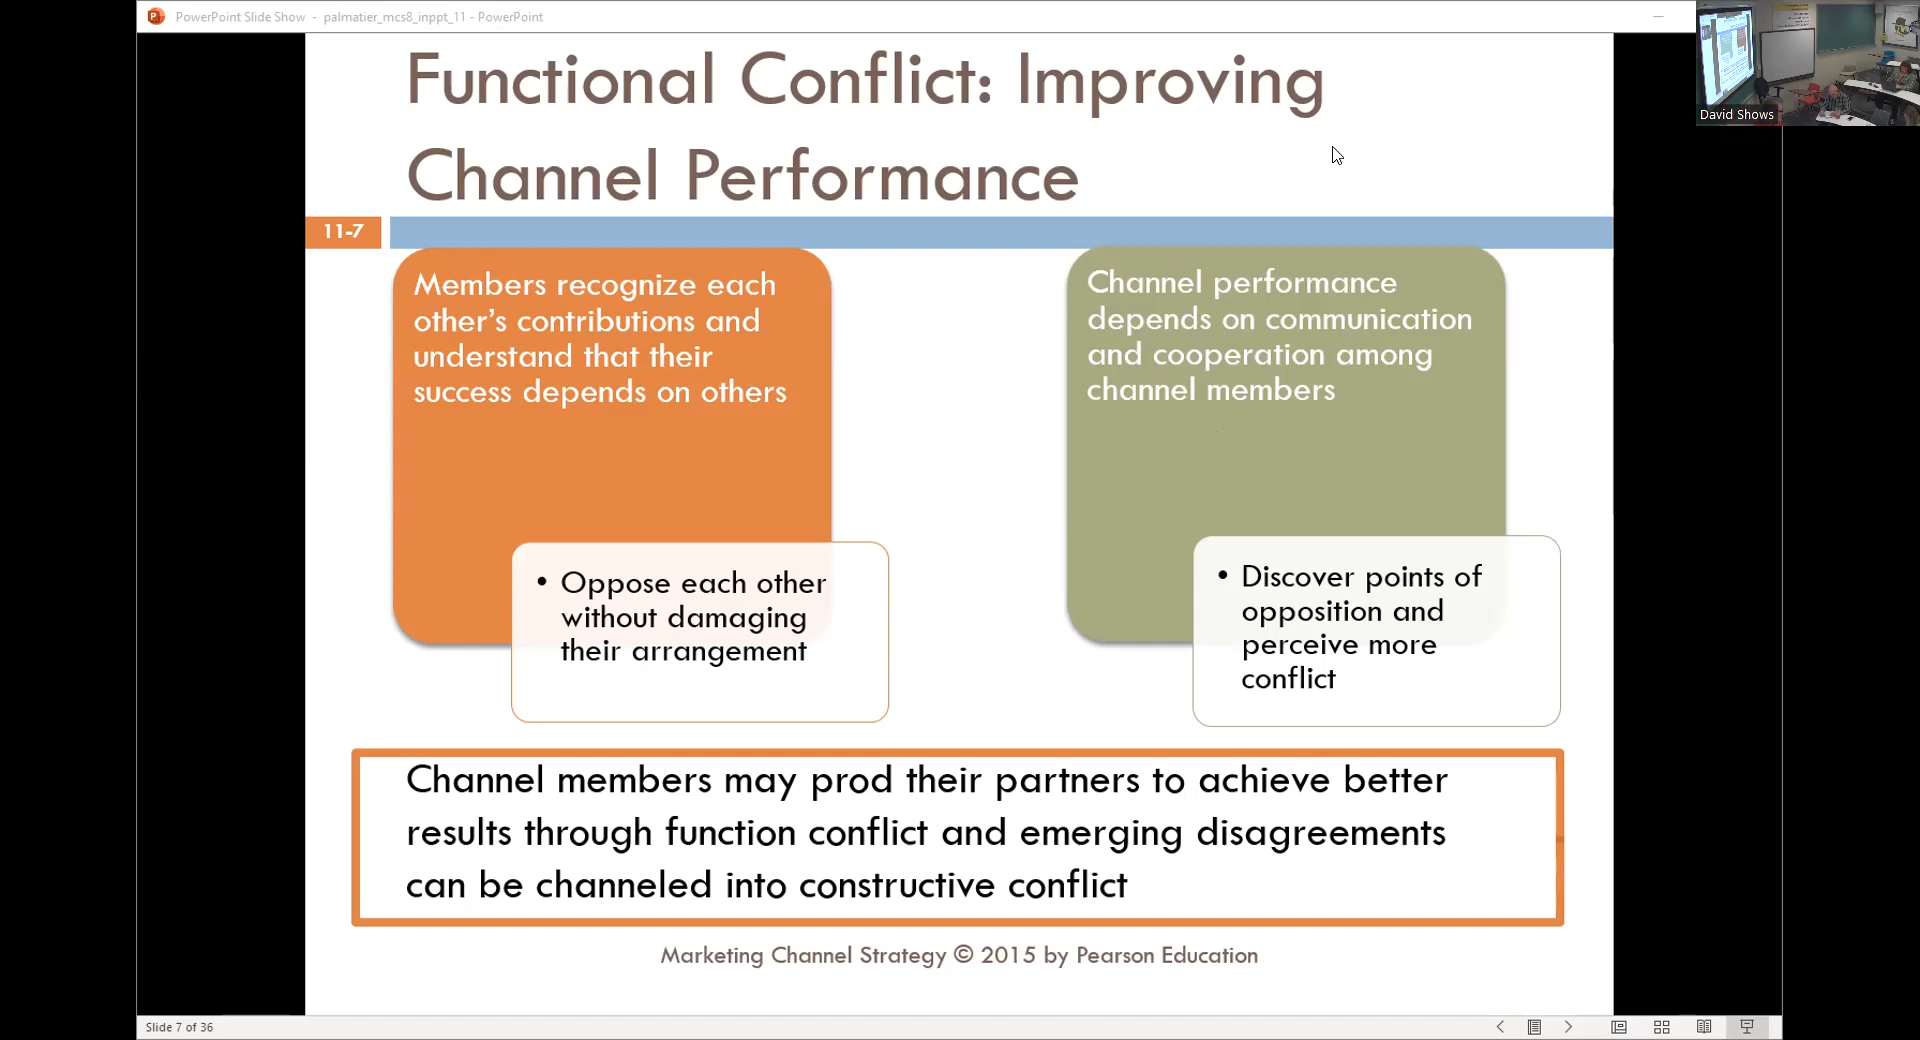 PowerPoint Slide Show - palmatier_mcs8_inppt_11 - PowerPoint
David Shows
Functional Conflict: Improving
Channel Performance
11-7
Members recognize each
other's contributions and
understand that their
success depends on others
Oppose each other
without damaging
their arrangement
Channel performance
depends on communication
and cooperation among
channel members
Discover points of
opposition and
perceive more
conflict
Channel members may prod their partners to achieve better
results through function conflict and emerging disagreements
can be channeled into constructive conflict
Marketing Channel Strategy © 2015 by Pearson Education
Slide 7 of 36